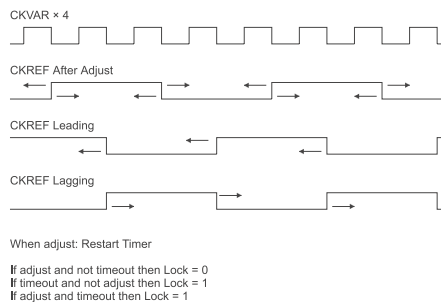 CKVAR × 4
CKREF After Adjust
CKREF Leading
CKREF Lagging
When adjust: Restart Timer
If adjust and not timeout then Lock = 0
If timeout and not adjust then Lock = 1
If adjust and timeout then Lock = 1